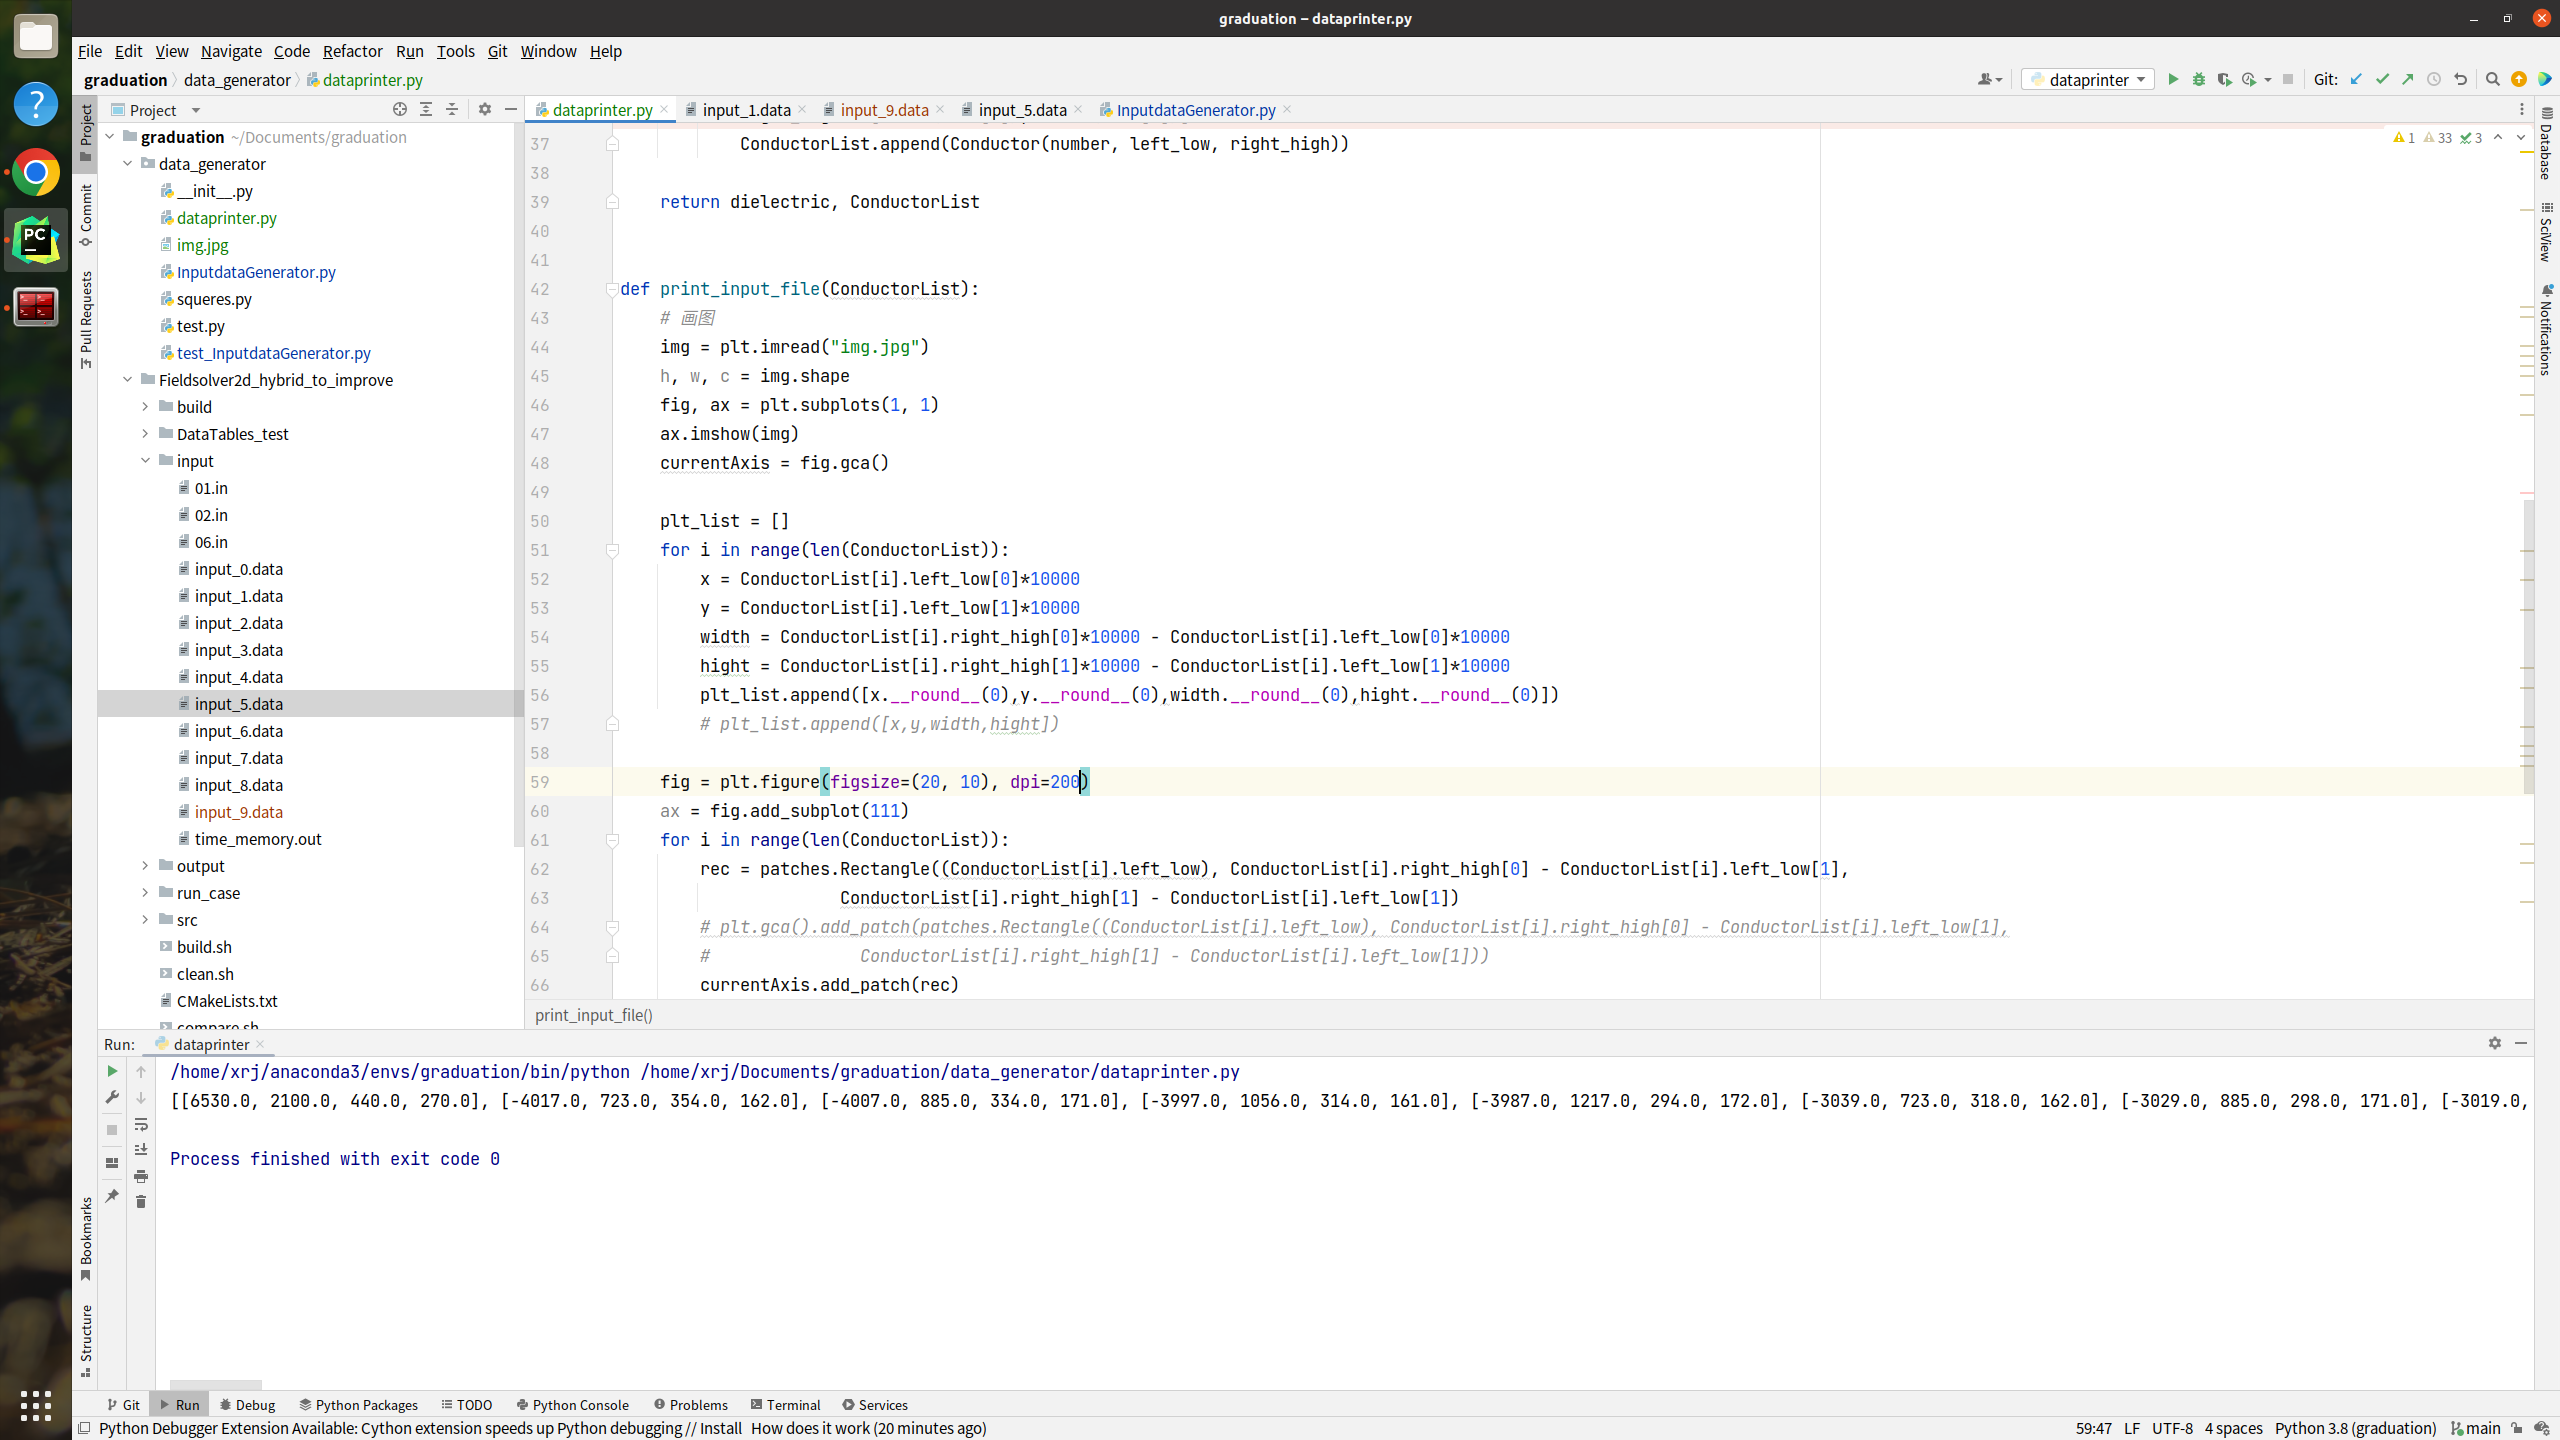 graduation – dataprinter.py
File Edit View Navigate Code Refactor Run Tools Git Window Help
graduation data_generator dataprinter.py
dataprinter
Git:
Project
dataprinter.py input_1.data input_9.data input_5.data InputdataGenerator.py
Project
Commit
Pull Requests
Bookmarks
Structure
Database
SciView
Notifications
graduation ~/Documents/graduation
data_generator
__init__.py
dataprinter.py
img.jpg
InputdataGenerator.py
squeres.py
test.py
test_InputdataGenerator.py
Fieldsolver2d_hybrid_to_improve
build
DataTables_test
input
01.in
02.in
06.in
input_0.data
input_1.data
input_2.data
input_3.data
input_4.data
input_5.data
input_6.data
input_7.data
input_8.data
input_9.data
time_memory.out
output
run_case
src
build.sh
clean.sh
CMakeLists.txt
compare.sh
1 33 3
37 ConductorList.append(Conductor(number, left_low, right_high))
38
39 return dielectric, ConductorList
40
41
42 def print_input_file(ConductorList):
43 # 画图
44 img = plt.imread("img.jpg")
45 h, w, c = img.shape
46 fig, ax = plt.subplots(1, 1)
47 ax.imshow(img)
48 currentAxis = fig.gca()
49
50 plt_list = []
51 for i in range(len(ConductorList)):
52 x = ConductorList[i].left_low[0]*10000
53 y = ConductorList[i].left_low[1]*10000
54 width = ConductorList[i].right_high[0]*10000 - ConductorList[i].left_low[0]*10000
55 hight = ConductorList[i].right_high[1]*10000 - ConductorList[i].left_low[1]*10000
56 plt_list.append([x.__round__(0),y.__round__(0),width.__round__(0),hight.__round__(0)])
57 # plt_list.append([x,y,width,hight])
58
59 fig = plt.figure(figsize=(20, 10), dpi=200)
60 ax = fig.add_subplot(111)
61 for i in range(len(ConductorList)):
62 rec = patches.Rectangle((ConductorList[i].left_low), ConductorList[i].right_high[0] - ConductorList[i].left_low[1],
63 ConductorList[i].right_high[1] - ConductorList[i].left_low[1])
64 # plt.gca().add_patch(patches.Rectangle((ConductorList[i].left_low), ConductorList[i].right_high[0] - ConductorList[i].left_low[1],
65 # ConductorList[i].right_high[1] - ConductorList[i].left_low[1]))
66 currentAxis.add_patch(rec)
print_input_file()
Run: dataprinter
/home/xrj/anaconda3/envs/graduation/bin/python /home/xrj/Documents/graduation/data_generator/dataprinter.py
[[6530.0, 2100.0, 440.0, 270.0], [-4017.0, 723.0, 354.0, 162.0], [-4007.0, 885.0, 334.0, 171.0], [-3997.0, 1056.0, 314.0, 161.0], [-3987.0, 1217.0, 294.0, 172.0], [-3039.0, 723.0, 318.0, 162.0], [-3029.0, 885.0, 298.0, 171.0], [-3019.0,
Process finished with exit code 0
Git Run Debug Python Packages TODO Python Console Problems Terminal Services
Python Debugger Extension Available: Cython extension speeds up Python debugging // Install How does it work (20 minutes ago)
59:47 LF UTF-8 4 spaces Python 3.8 (graduation) main